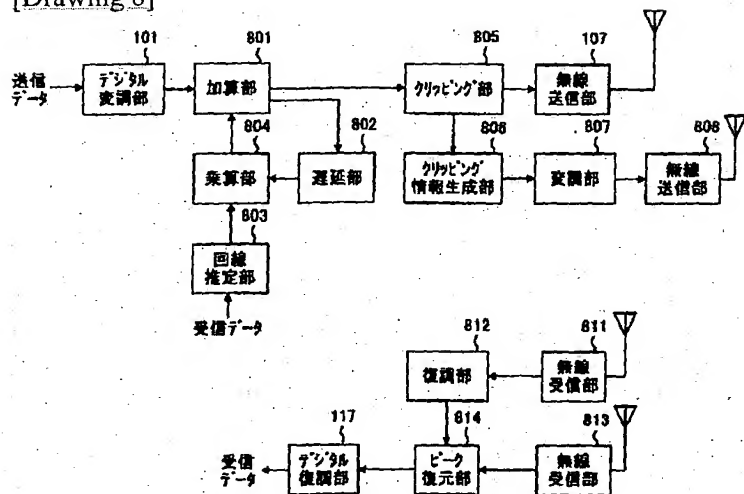 [Drawing 8]
101
801
805
107
送信
データ
デジタル
変調部
加算部
クリッピング部
無線
送信部
804
802
806
807
808
乗算部
遅延部
クリッピング
情報生成部
変調部
無線
送信部
803
回線
推定部
受信データ
812
811
復調部
無線
受信部
117
814
813
受信
データ
デジタル
復調部
ピーク
復元部
無線
受信部